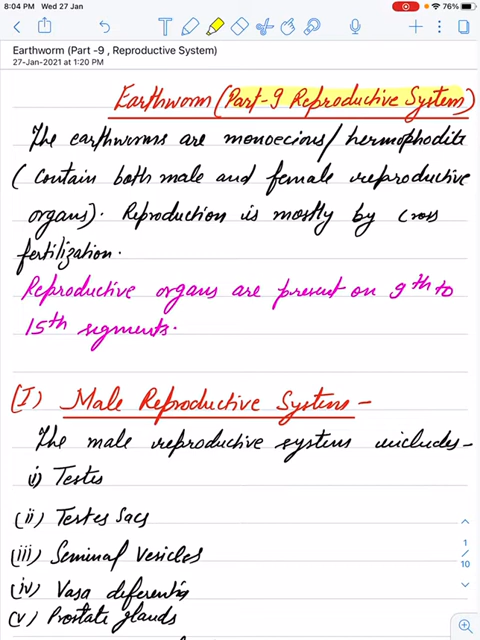 8:04 PM Wed 27 Jan
76%
Earthworm (Part -9 , Reproductive System)
27-Jan-2021 at 1:20 PM
Earthworm (Part-9 Reproductive System)
The earthworms are monoecious/hermophodite
(Contain both male and female reproductive
organs). Reproduction is mostly by Cross
fertilization.
Reproductive organs are present on 9th to
15th segments.
(I) Male Reproductive System-
The male reproductive system includes-
i) Testes
(ii) Testes Sacs
(iii) Seminal Vesicles
(iv) Vasa deferentia
(v) Prostate glands
1
/
10